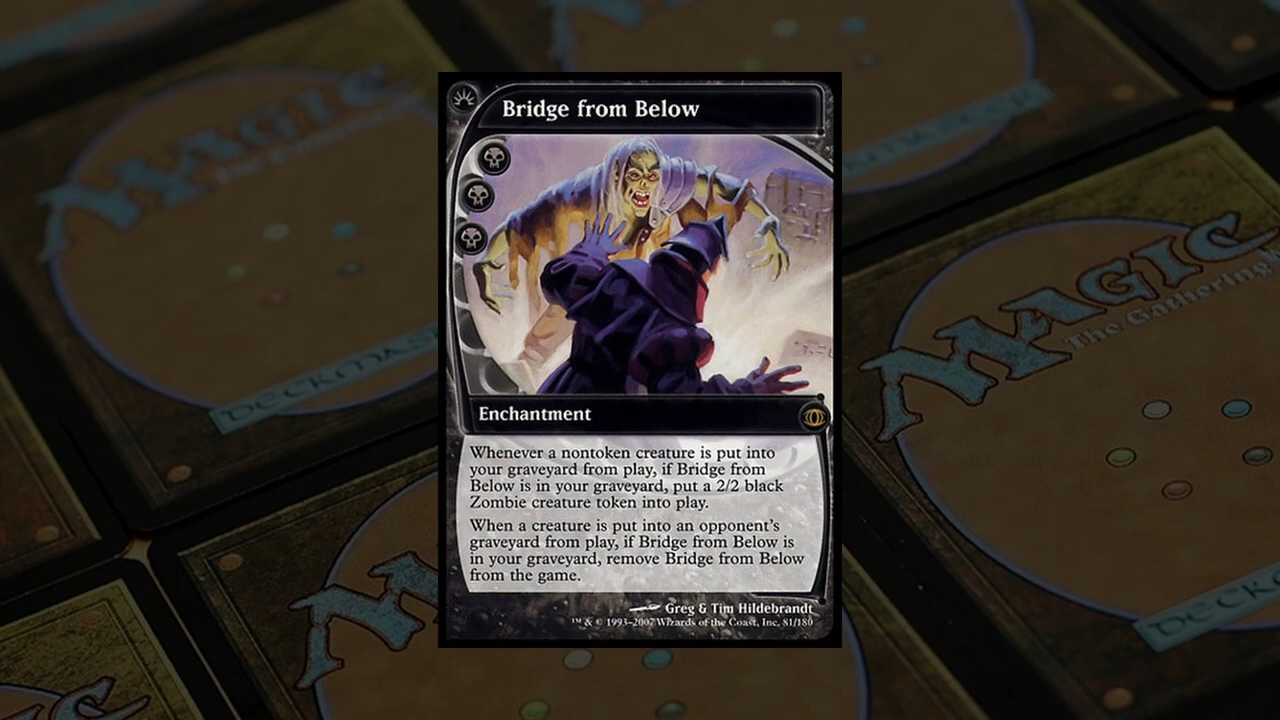 MAGIC
DECKMASTER
MAGIC
The Gathering
DECKMASTER
Bridge from Below
Enchantment
Whenever a nontoken creature is put into
your graveyard from play, if Bridge from
Below is in your graveyard, put a 2/2 black
Zombie creature token into play.
When a creature is put into an opponent's
graveyard from play, if Bridge from Below is
in your graveyard, remove Bridge from Below
from the game.
Greg & Tim Hildebrandt
™ & © 1993–2007 Wizards of the Coast, Inc. 81/180